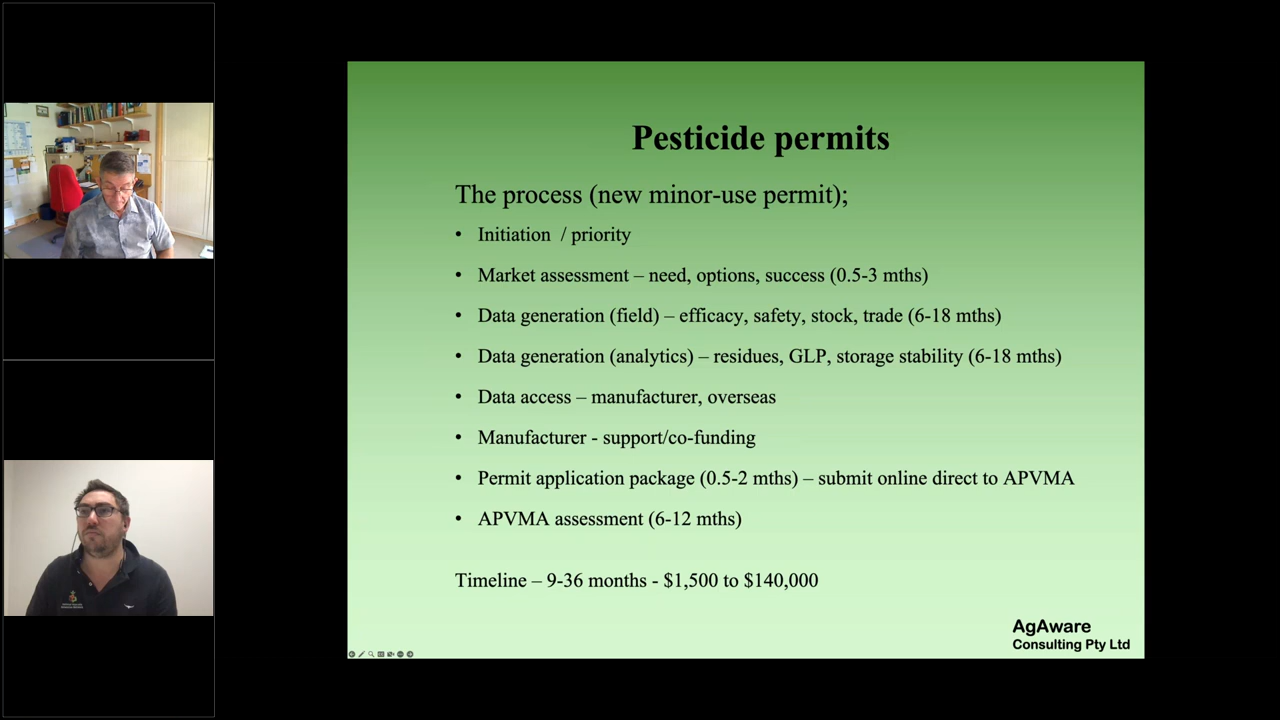 Pesticide permits
The process (new minor-use permit);
• Initiation / priority
• Market assessment – need, options, success (0.5-3 mths)
• Data generation (field) – efficacy, safety, stock, trade (6-18 mths)
• Data generation (analytics) – residues, GLP, storage stability (6-18 mths)
• Data access – manufacturer, overseas
• Manufacturer - support/co-funding
• Permit application package (0.5-2 mths) – submit online direct to APVMA
• APVMA assessment (6-12 mths)
Timeline – 9-36 months - $1,500 to $140,000
AgAware
Consulting Pty Ltd